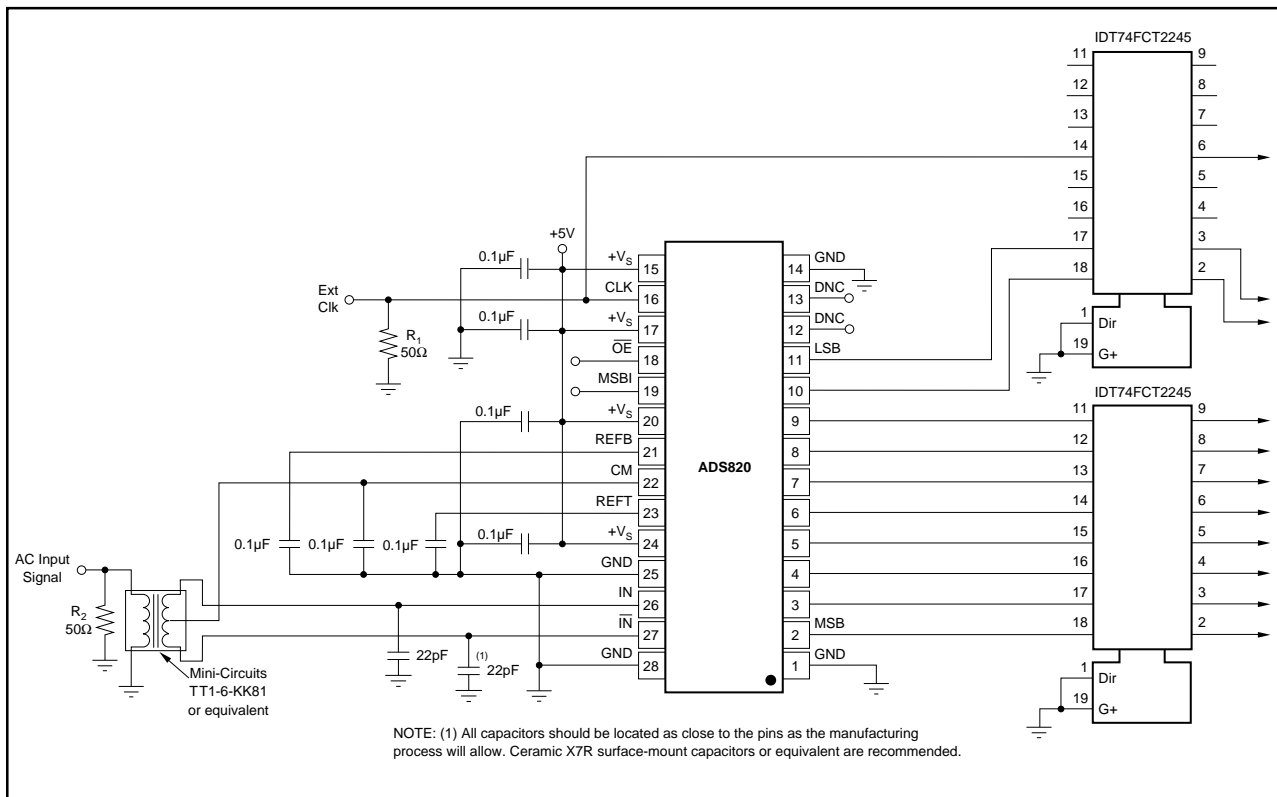 IDT74FCT2245
11 9
12 8
13 7
14 6
15 5
16 4
17 3
18 2
1 Dir
19 G+
+5V
0.1µF +VS 15 14 GND
Ext Clk CLK 16 13 DNC
0.1µF +VS 17 12 DNC
R1 50Ω
OE 18 11 LSB
MSBI 19 10
0.1µF +VS 20 9
REFB 21 8
CM 22 ADS820 7
REFT 23 6
0.1µF 0.1µF 0.1µF 0.1µF +VS 24 5
GND 25 4
AC Input
Signal
IN 26 3
R2
50Ω
IN 27 2 MSB
22pF (1) 22pF
GND 28 1 GND
Mini-Circuits
TT1-6-KK81
or equivalent
IDT74FCT2245
11 9
12 8
13 7
14 6
15 5
16 4
17 3
18 2
1 Dir
19 G+
NOTE: (1) All capacitors should be located as close to the pins as the manufacturing
process will allow. Ceramic X7R surface-mount capacitors or equivalent are recommended.